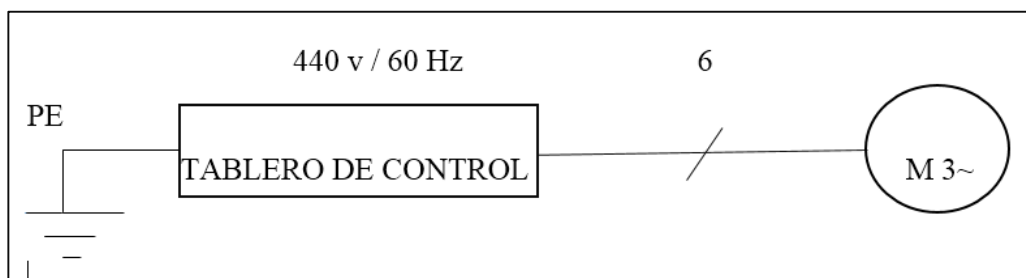 440 v / 60 Hz
6
PE
TABLERO DE CONTROL
M 3~